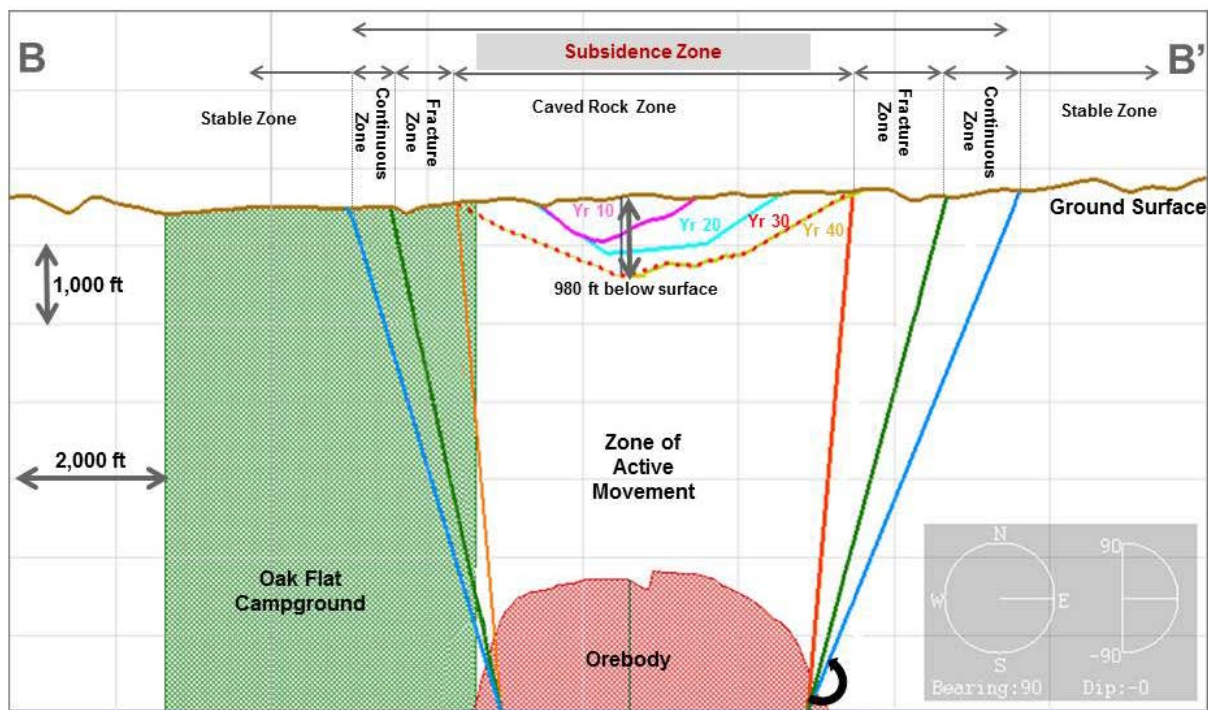 B
Subsidence Zone
B'
Stable Zone
Continuous
Zone
Fracture
Zone
Caved Rock Zone
Fracture
Zone
Continuous
Zone
Stable Zone
Yr 10
Yr 20
Yr 30
Yr 40
Ground Surface
1,000 ft
980 ft below surface
2,000 ft
Zone of
Active
Movement
Oak Flat
Campground
Orebody
N
W
E
S
90
-90
Bearing:90
Dip:-0